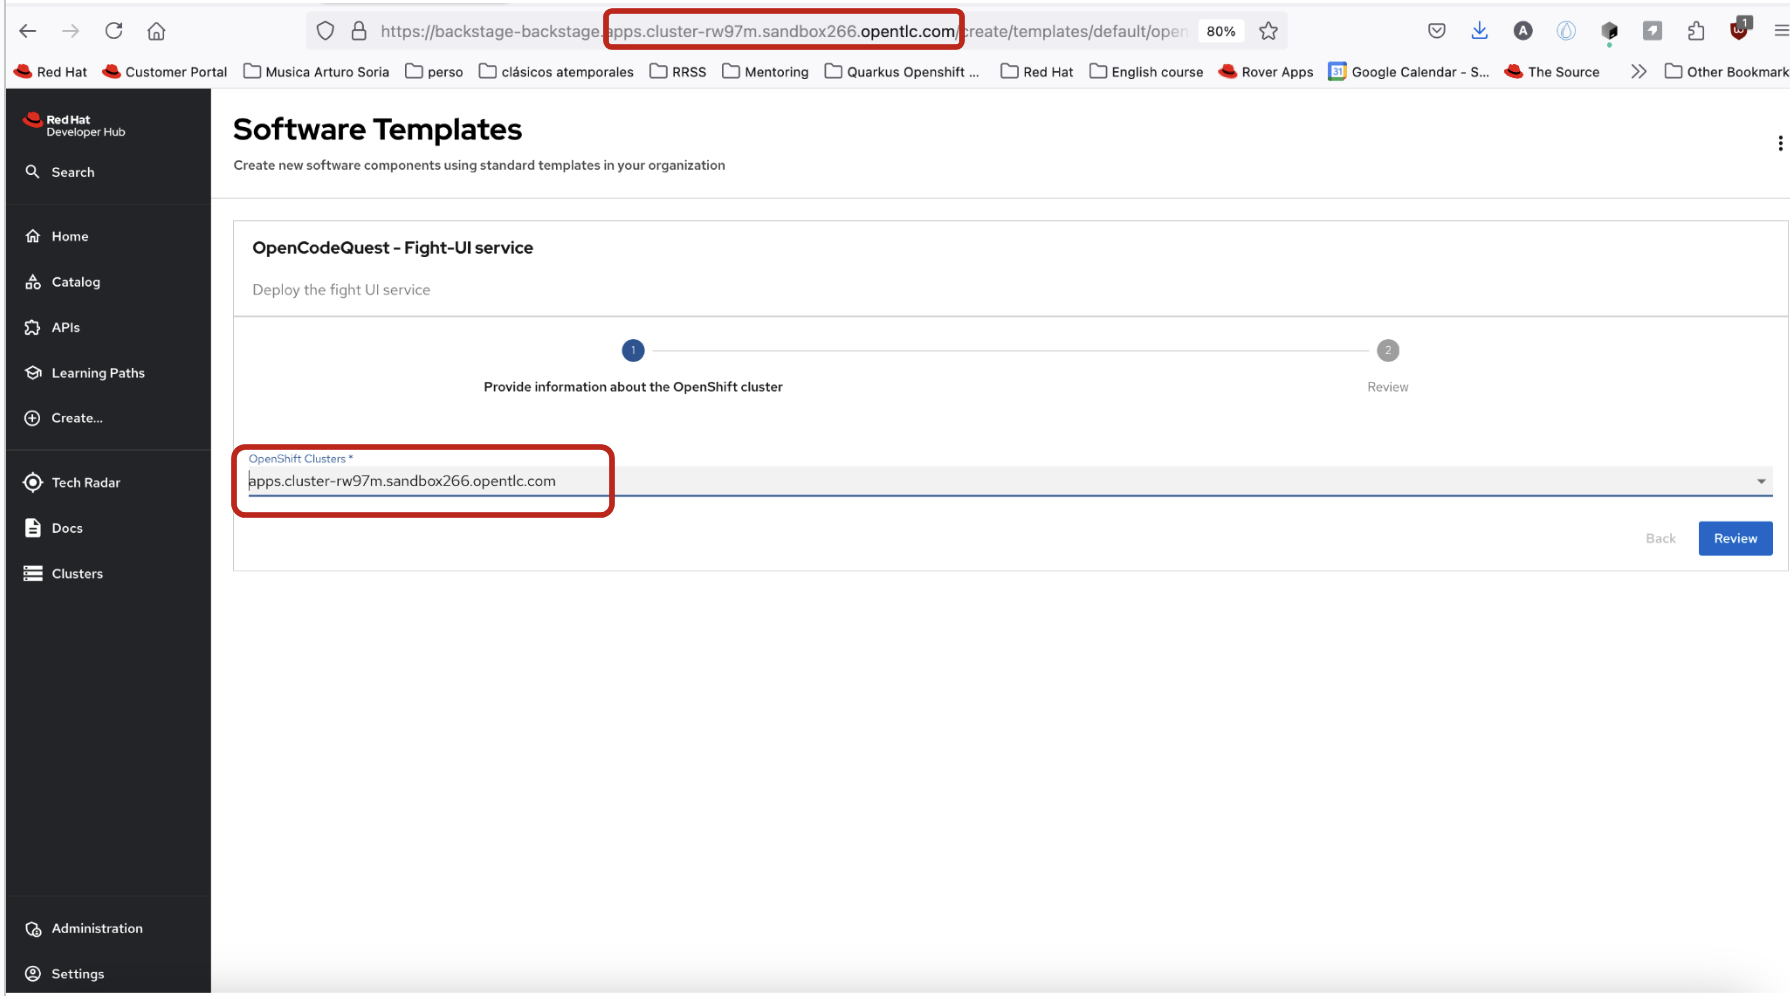 https://backstage-backstage.apps.cluster-rw97m.sandbox266.opentlc.com/create/templates/default/open 80% 1
Red Hat Customer Portal Musica Arturo Soria perso clásicos atemporales RRSS Mentoring Quarkus Openshift ... Red Hat English course Rover Apps 31 Google Calendar - S... The Source Other Bookmark
Red Hat
Developer Hub
Search
Home
Catalog
APIs
Learning Paths
Create...
Tech Radar
Docs
Clusters
Administration
Settings
Software Templates
Create new software components using standard templates in your organization
OpenCodeQuest - Fight-UI service
Deploy the fight UI service
1 2
Provide information about the OpenShift cluster Review
OpenShift Clusters *
apps.cluster-rw97m.sandbox266.opentlc.com
Back Review